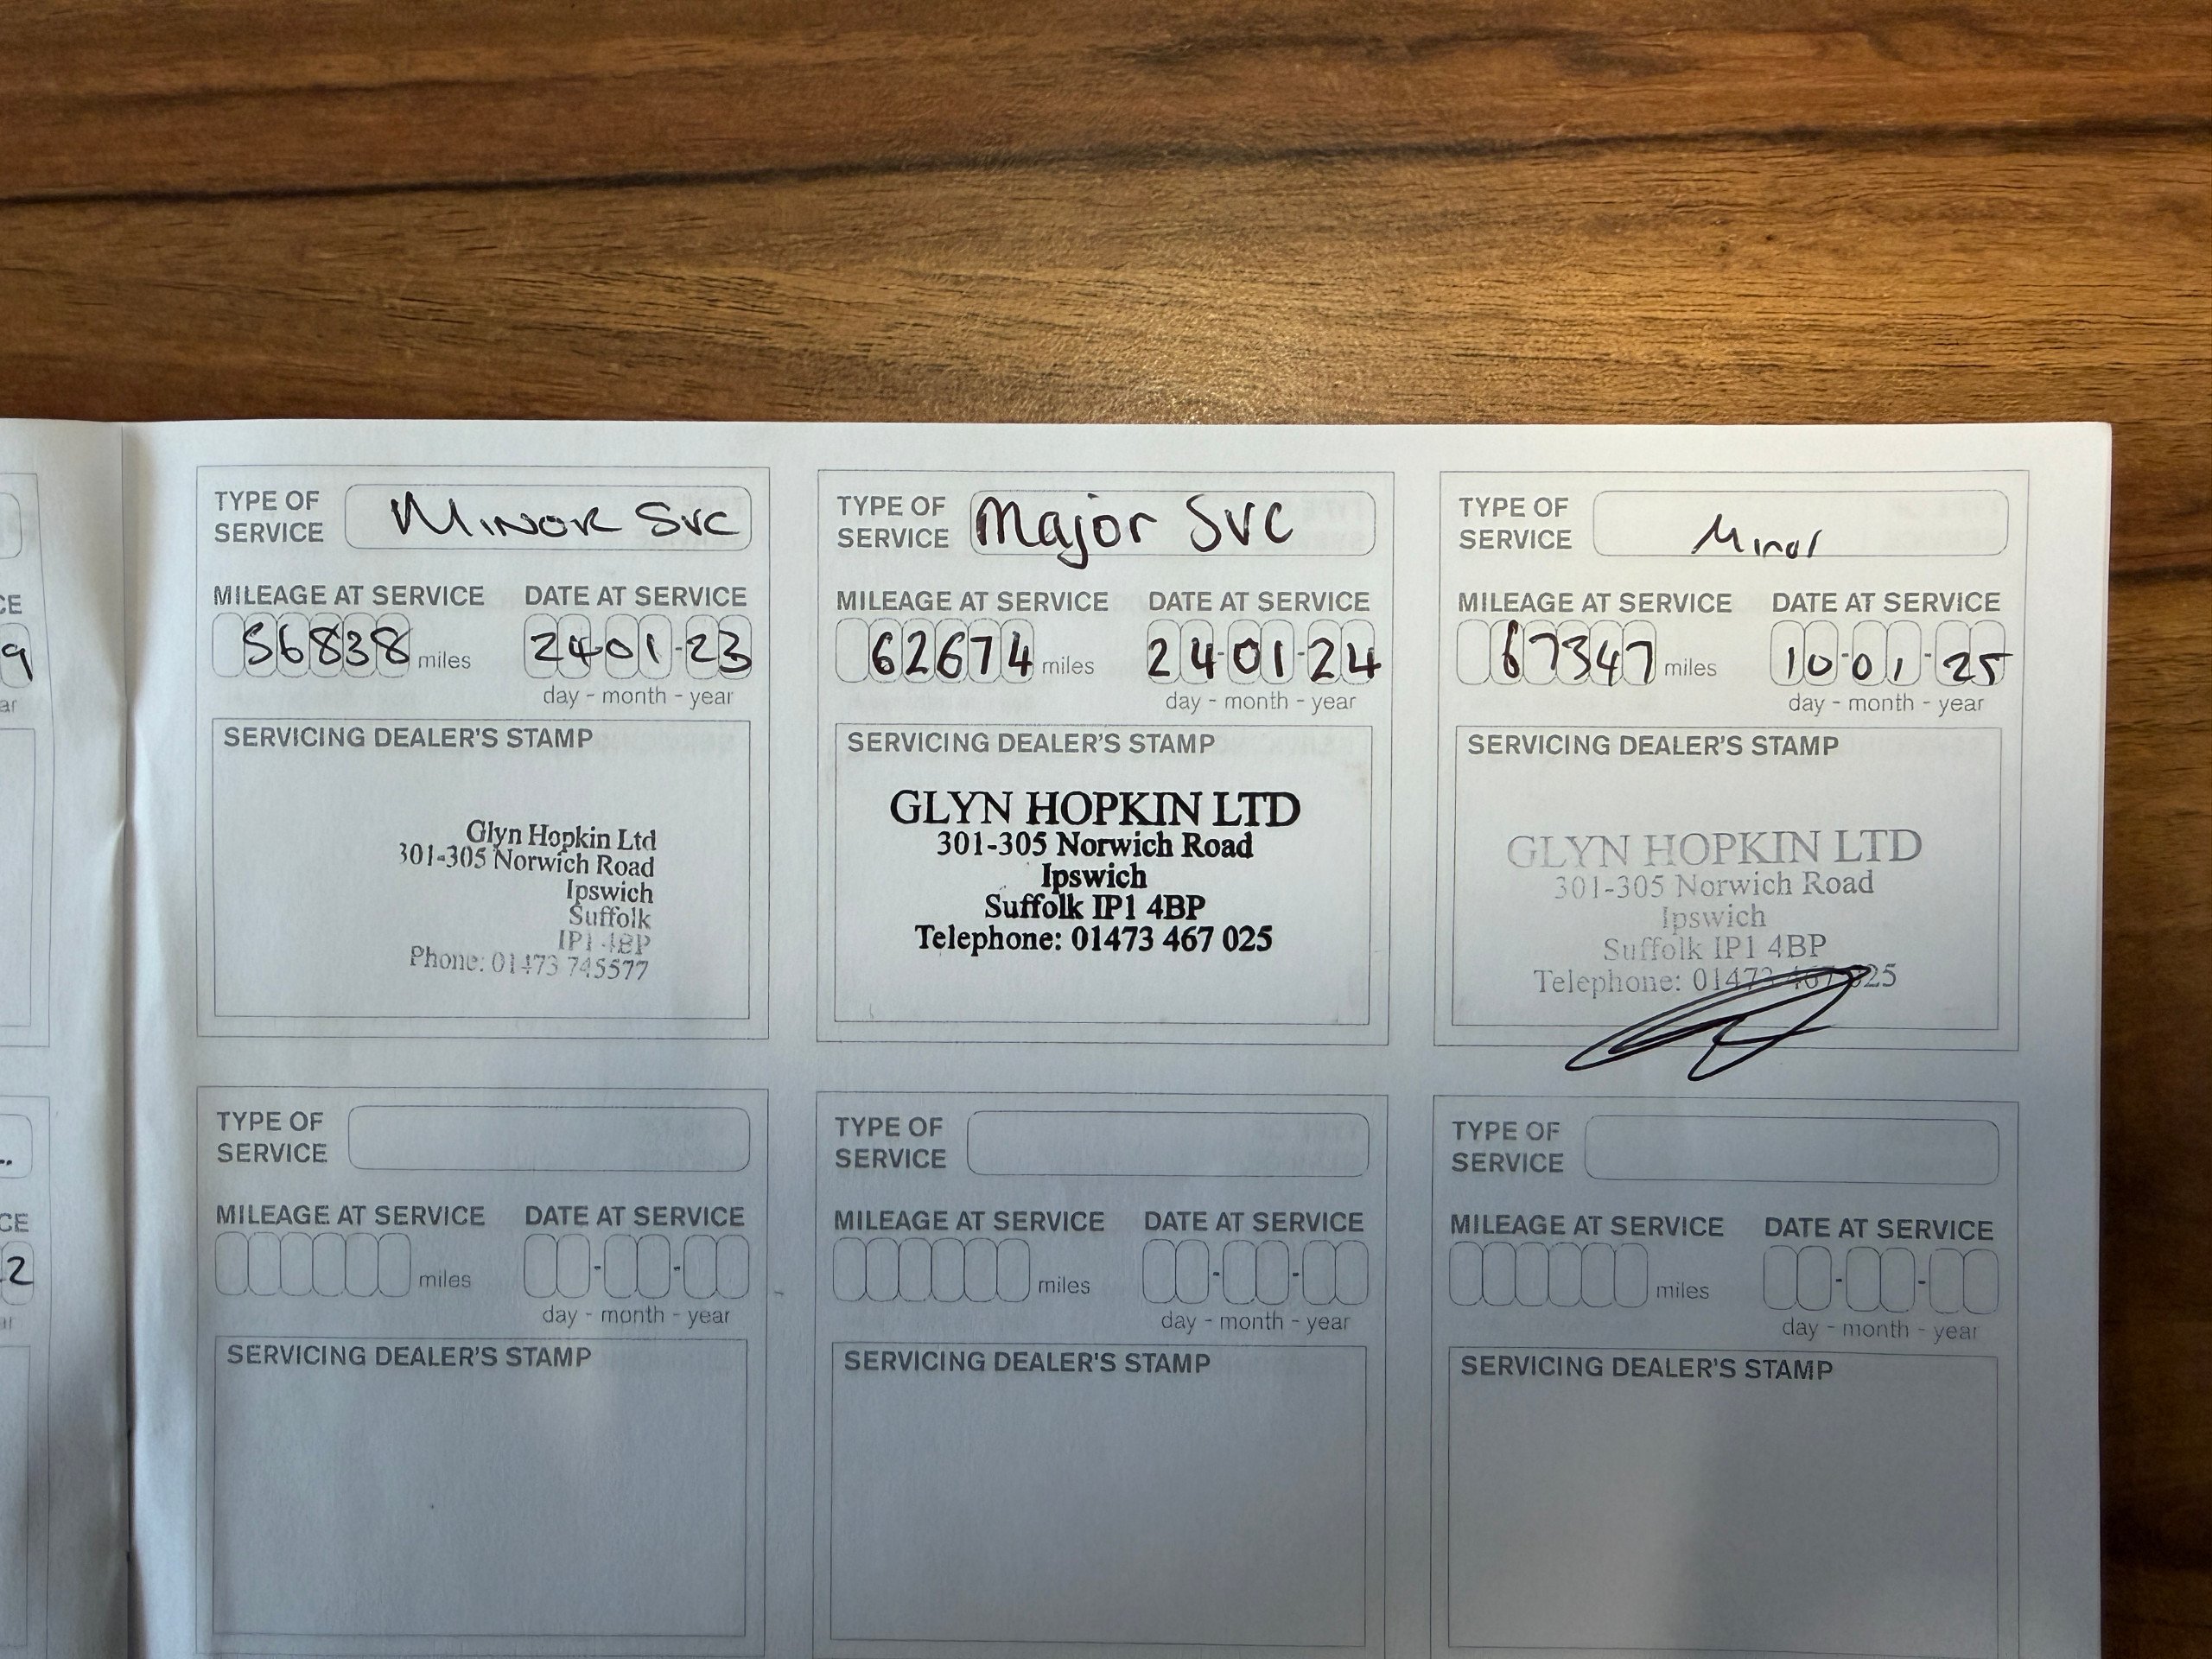 TYPE OF
SERVICE
MINOR SVC
MILEAGE AT SERVICE
DATE AT SERVICE
56838 miles
24-01-23
day - month - year
SERVICING DEALER'S STAMP
Glyn Hopkin Ltd
301-305 Norwich Road
Ipswich
Suffolk
IP1 4BP
Phone: 01473 745577
TYPE OF
SERVICE
Major SVC
MILEAGE AT SERVICE
DATE AT SERVICE
62674 miles
24-01-24
day - month - year
SERVICING DEALER'S STAMP
GLYN HOPKIN LTD
301-305 Norwich Road
Ipswich
Suffolk IP1 4BP
Telephone: 01473 467 025
TYPE OF
SERVICE
Minor
MILEAGE AT SERVICE
DATE AT SERVICE
67347 miles
10-01-25
day - month - year
SERVICING DEALER'S STAMP
GLYN HOPKIN LTD
301-305 Norwich Road
Ipswich
Suffolk IP1 4BP
Telephone: 01473 467 025
TYPE OF
SERVICE
MILEAGE AT SERVICE
DATE AT SERVICE
miles
day - month - year
SERVICING DEALER'S STAMP
TYPE OF
SERVICE
MILEAGE AT SERVICE
DATE AT SERVICE
miles
day - month - year
SERVICING DEALER'S STAMP
TYPE OF
SERVICE
MILEAGE AT SERVICE
DATE AT SERVICE
miles
day - month - year
SERVICING DEALER'S STAMP